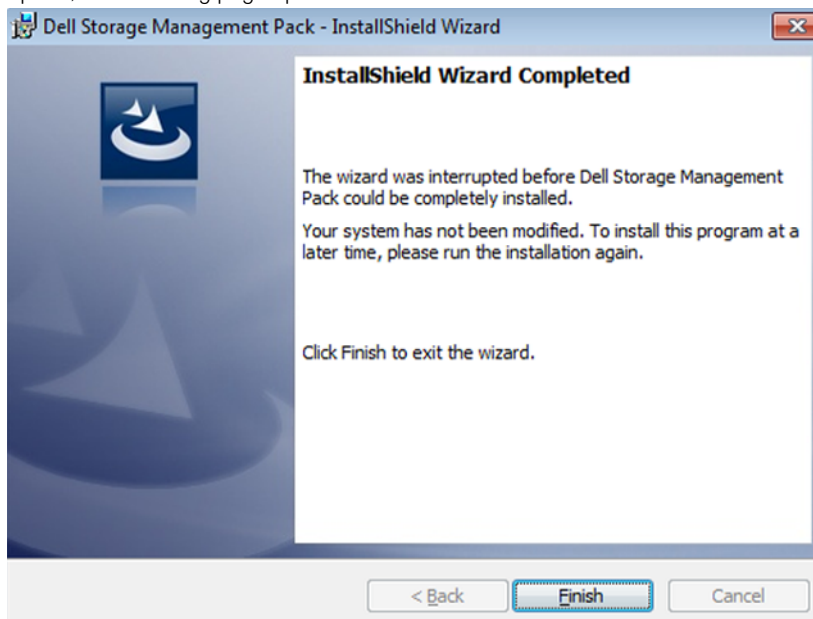 Dell Storage Management Pack - InstallShield Wizard
InstallShield Wizard Completed
The wizard was interrupted before Dell Storage Management
Pack could be completely installed.
Your system has not been modified. To install this program at a
later time, please run the installation again.
Click Finish to exit the wizard.
< Back
Finish
Cancel